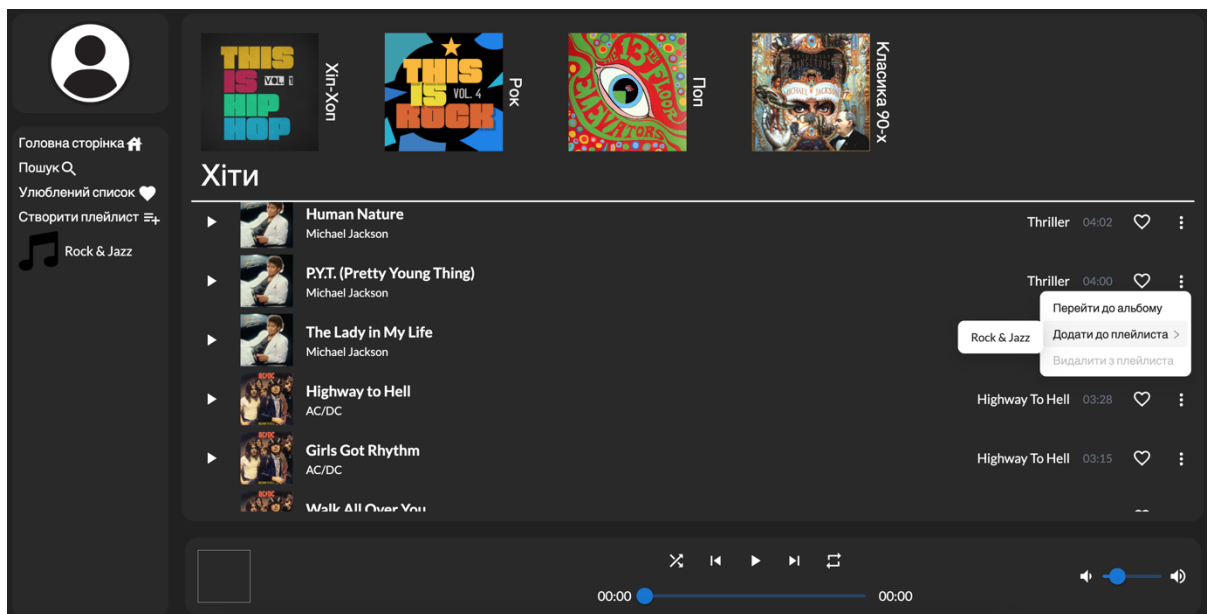 Головна сторінка
Пошук
Улюблений список
Створити плейлист
Rock & Jazz
THIS
IS VOL. 1
HIP
HOP
Хіп-Хоп
THIS
IS VOL. 4
ROCK
Рок
THE 13TH FLOOR
ELEVATORS
Поп
DANGEROUS
MICHAEL JACKSON
Класика 90-х
Хіти
Human Nature
Michael Jackson
Thriller 04:02
P.Y.T. (Pretty Young Thing)
Michael Jackson
Thriller 04:00
Перейти до альбому
Додати до плейлиста
Видалити з плейлиста
Rock & Jazz
The Lady in My Life
Michael Jackson
Highway to Hell
AC/DC
Highway To Hell 03:28
Girls Got Rhythm
AC/DC
Highway To Hell 03:15
Walk All Over You
00:00
00:00